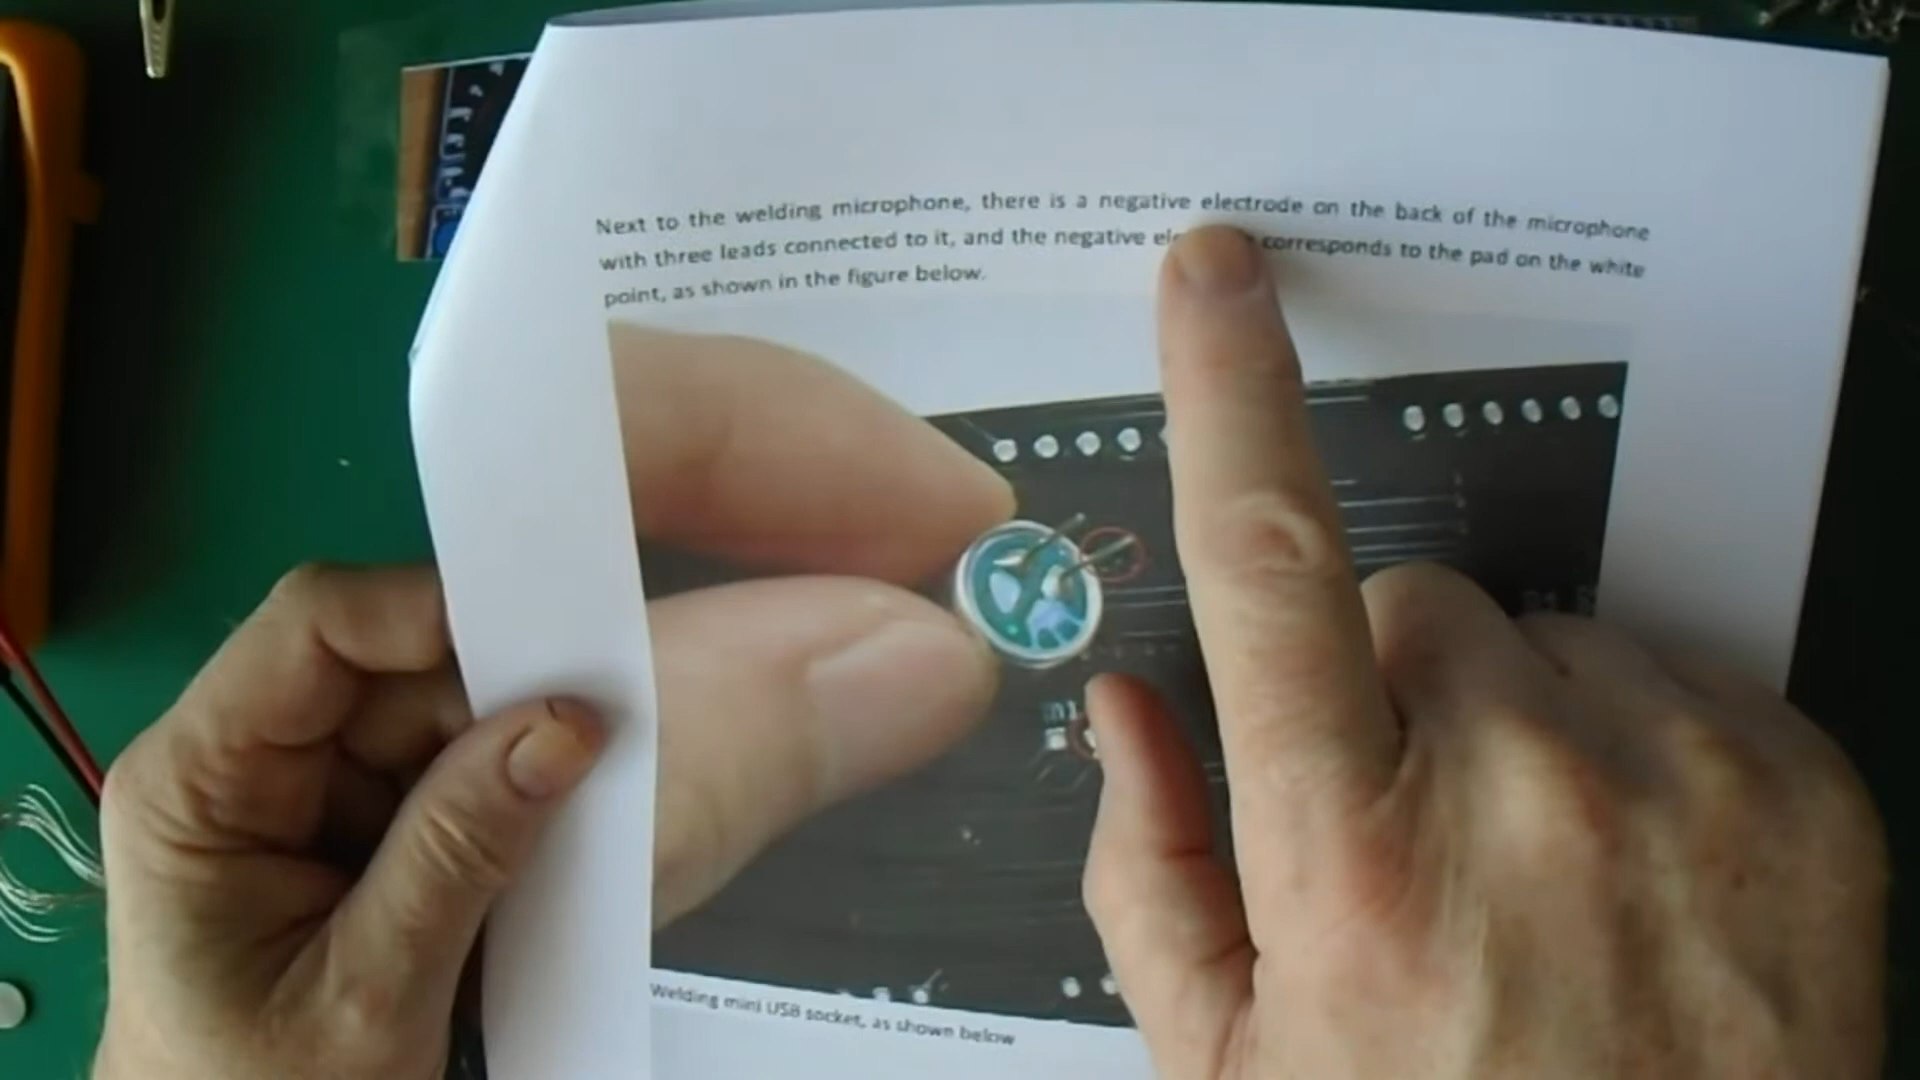 Next to the welding microphone, there is a negative electrode on the back of the microphone
with three leads connected to it, and the negative corresponds to the pad on the white
point, as shown in the figure below.
Welding mini USB socket, as shown below